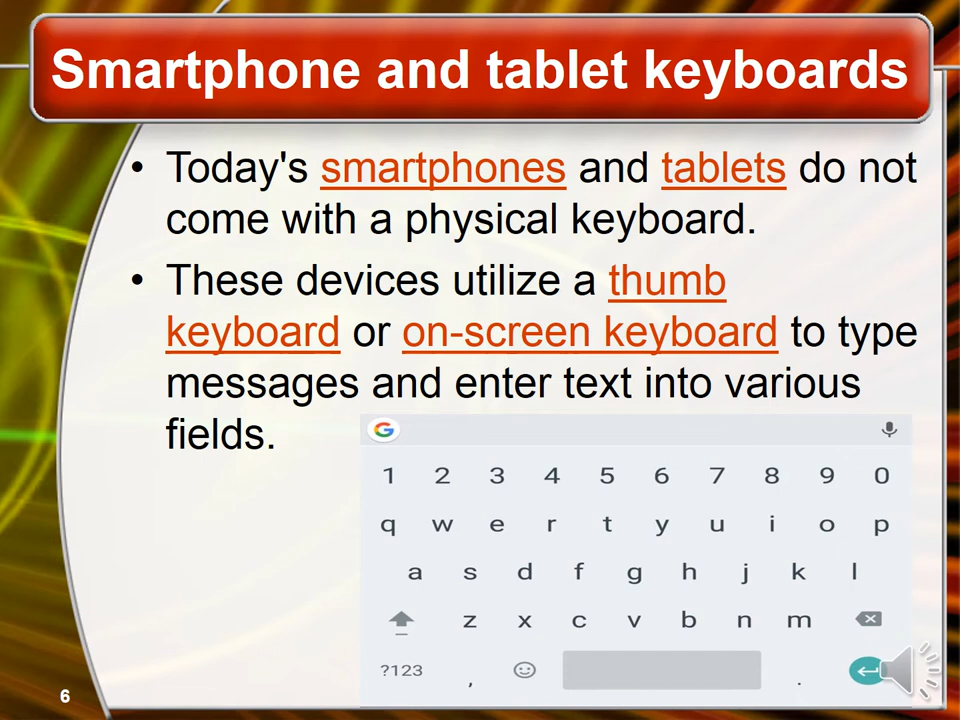 Smartphone and tablet keyboards
• Today's smartphones and tablets do not
come with a physical keyboard.
• These devices utilize a thumb
keyboard or on-screen keyboard to type
messages and enter text into various
fields.
G
1 2 3 4 5 6 7 8 9 0
q w e r t y u i o p
a s d f g h j k l
z x c v b n m
?123 , .
6